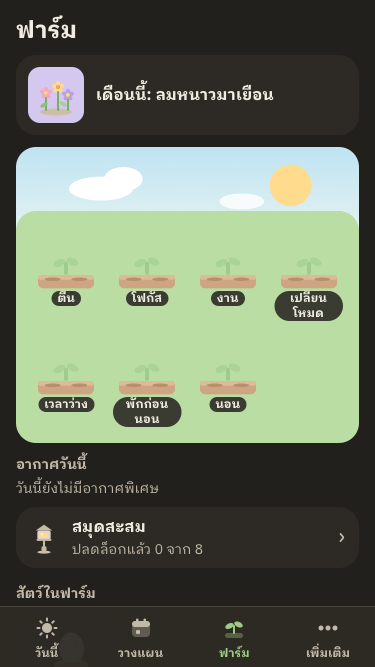 ฟาร์ม
เดือนนี้: ลมหนาวมาเยือน
ตื่น
โฟกัส
งาน
เปลี่ยน
โหมด
เวลาว่าง
พักก่อน
นอน
นอน
อากาศวันนี้
วันนี้ยังไม่มีอากาศพิเศษ
สมุดสะสม
ปลดล็อกแล้ว 0 จาก 8
สัตว์ในฟาร์ม
วันนี้
วางแผน
ฟาร์ม
เพิ่มเติม